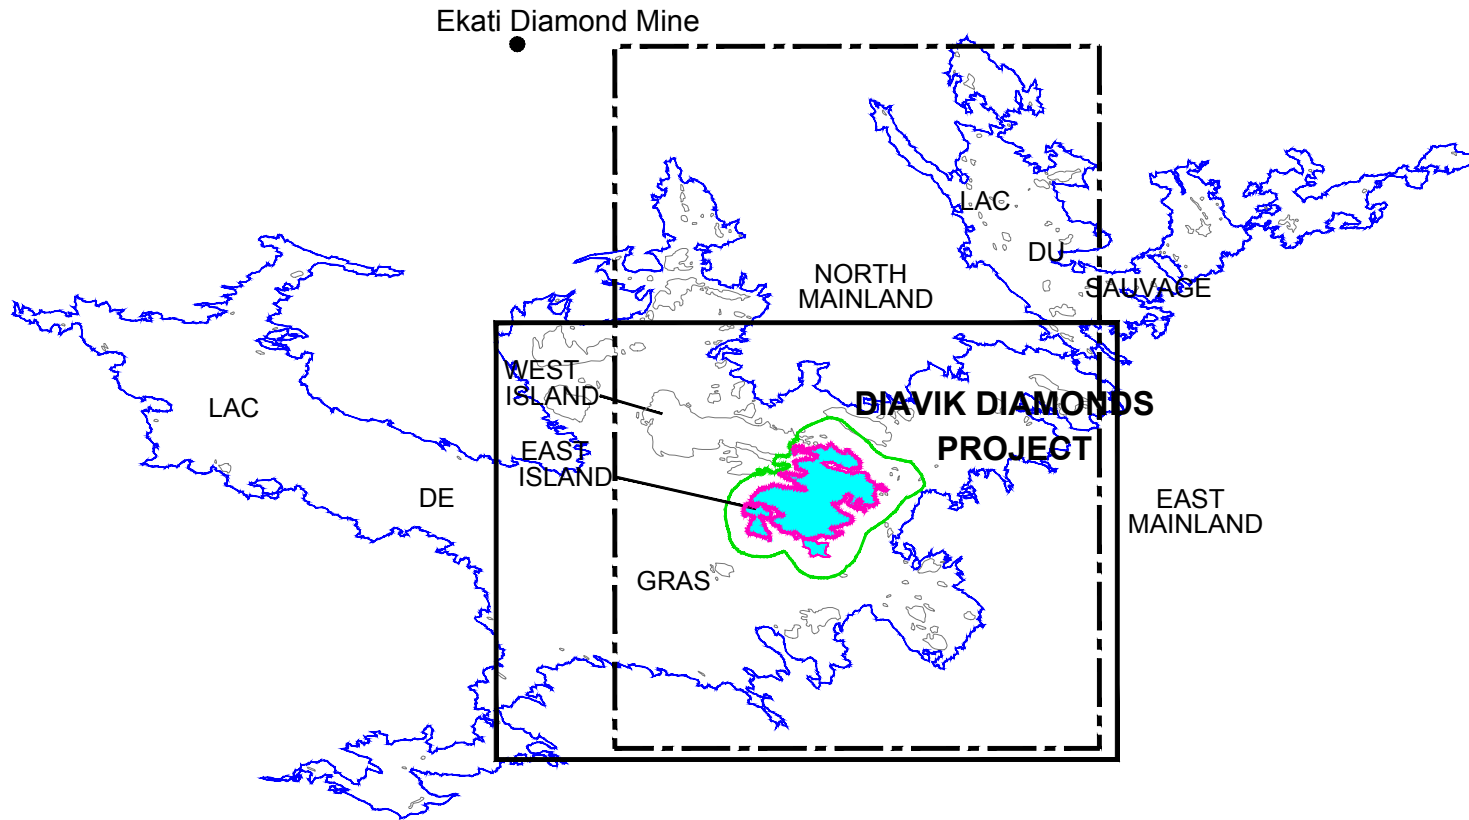 Ekati Diamond Mine
LAC
DU
SAUVAGE
NORTH
MAINLAND
WEST
ISLAND
DIAVIK DIAMONDS
PROJECT
LAC
EAST
ISLAND
DE
EAST
MAINLAND
GRAS